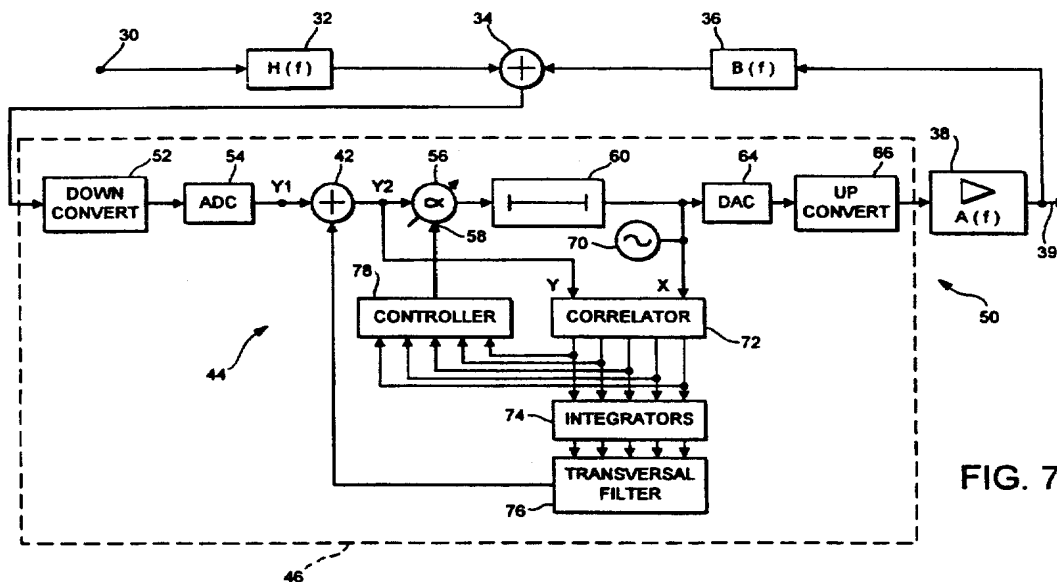 30
32
34
36
H(f)
+
B(f)
52
54
42
56
60
64
66
38
DOWN
CONVERT
ADC
Y1
+
Y2
α
58
DAC
UP
CONVERT
A(f)
39
70
78
Y
X
CONTROLLER
CORRELATOR
72
50
44
74
INTEGRATORS
TRANSVERSAL
FILTER
76
FIG. 7
46